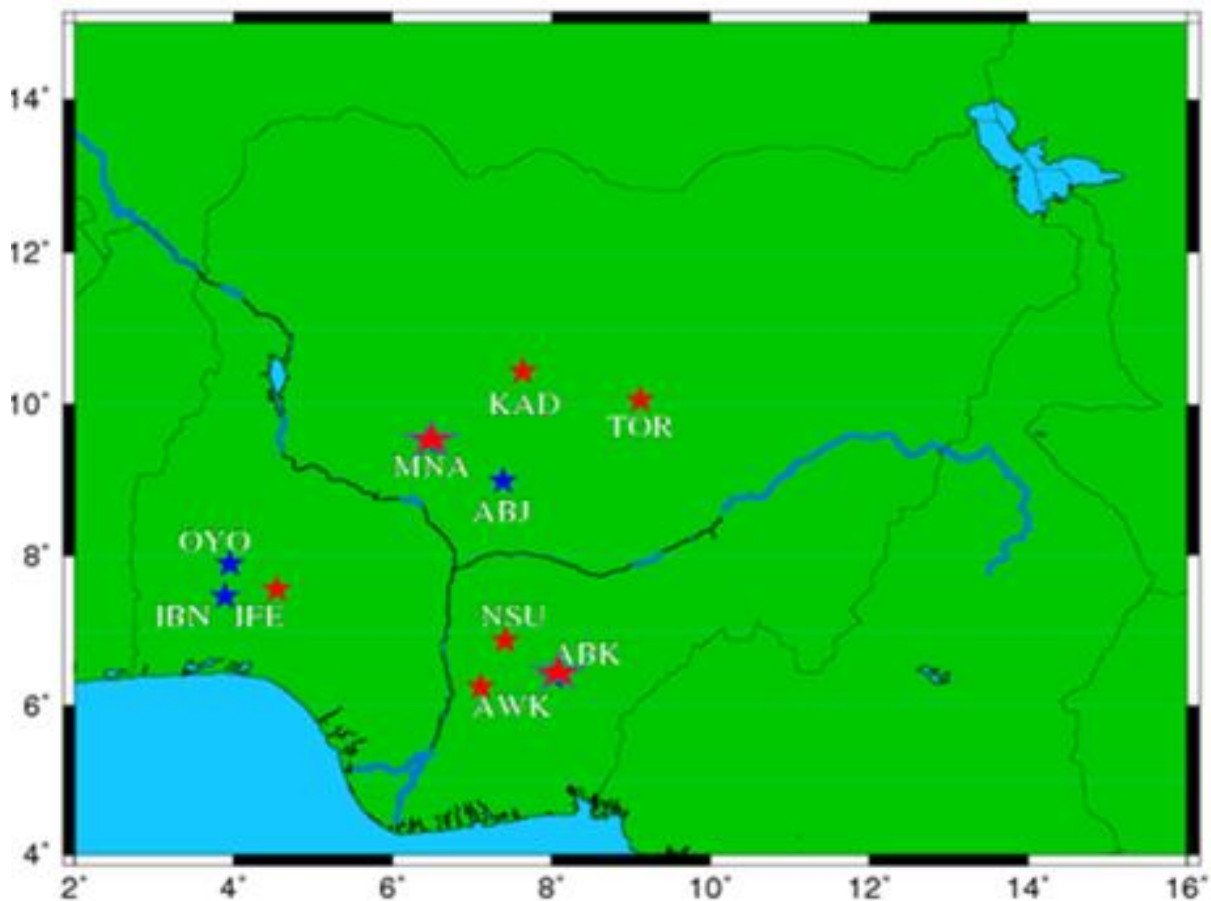 14°
12°
KAD
10°
TOR
MNA
ABJ
OYO
8°
IBN IFE
NSU
ABK
6°
AWK
4°
2° 4° 6° 8° 10° 12° 14° 16°